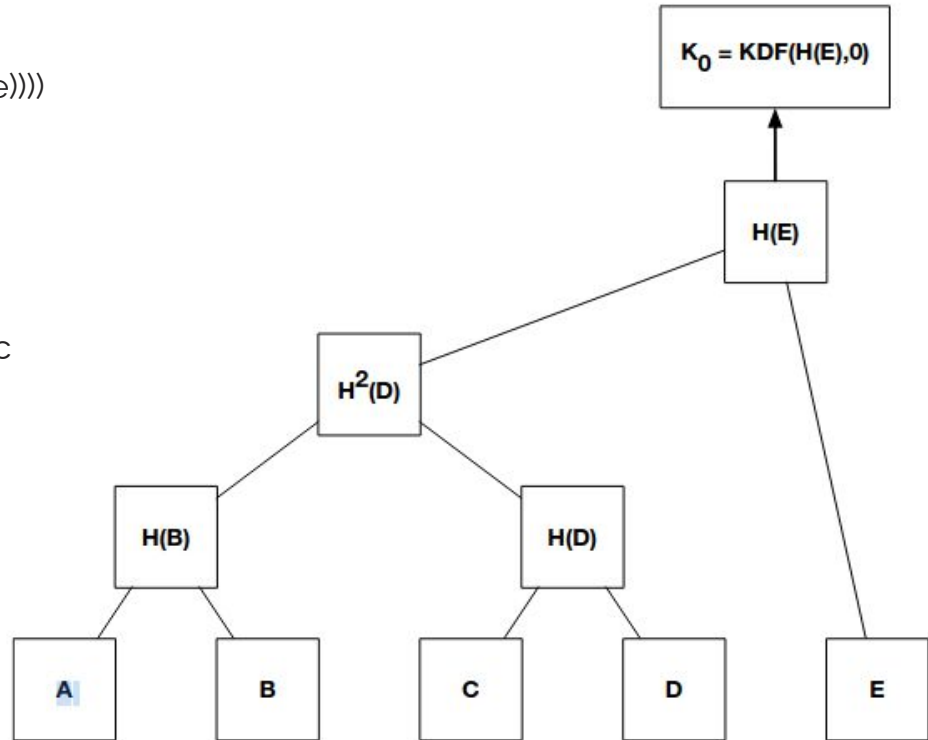 K₀ = KDF(H(E),0)
e))))
H(E)
c
H²(D)
H(B)
H(D)
A
B
C
D
E